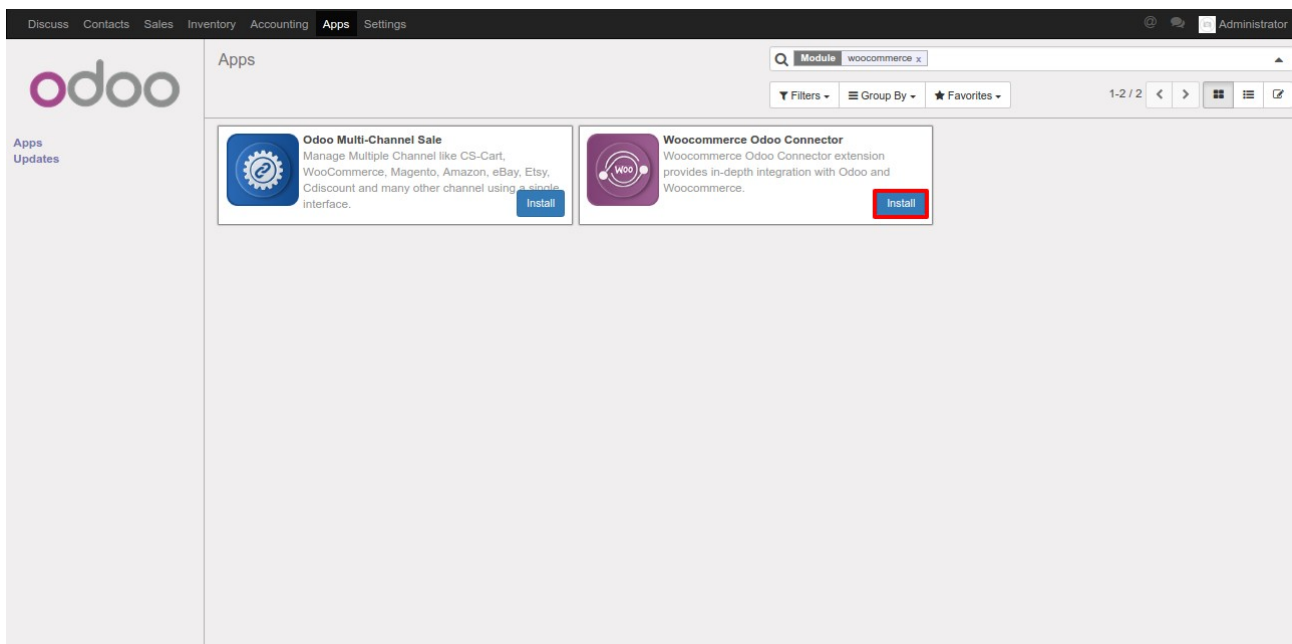 Discuss Contacts Sales Inventory Accounting Apps Settings @ Administrator
odoo
Apps
Updates
Apps
Module woocommerce x
Filters Group By Favorites 1-2 / 2
Odoo Multi-Channel Sale
Manage Multiple Channel like CS-Cart,
WooCommerce, Magento, Amazon, eBay, Etsy,
Cdiscount and many other channel using a single
interface.
Install
WOO
Woocommerce Odoo Connector
Woocommerce Odoo Connector extension
provides in-depth integration with Odoo and
Woocommerce.
Install